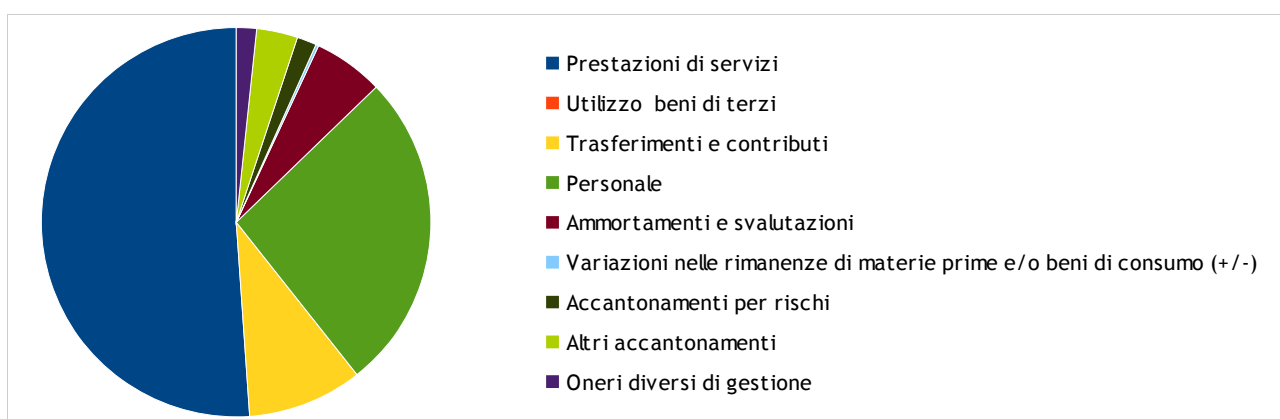 Prestazioni di servizi
Utilizzo beni di terzi
Trasferimenti e contributi
Personale
Ammortamenti e svalutazioni
Variazioni nelle rimanenze di materie prime e/o beni di consumo (+/-)
Accantonamenti per rischi
Altri accantonamenti
Oneri diversi di gestione